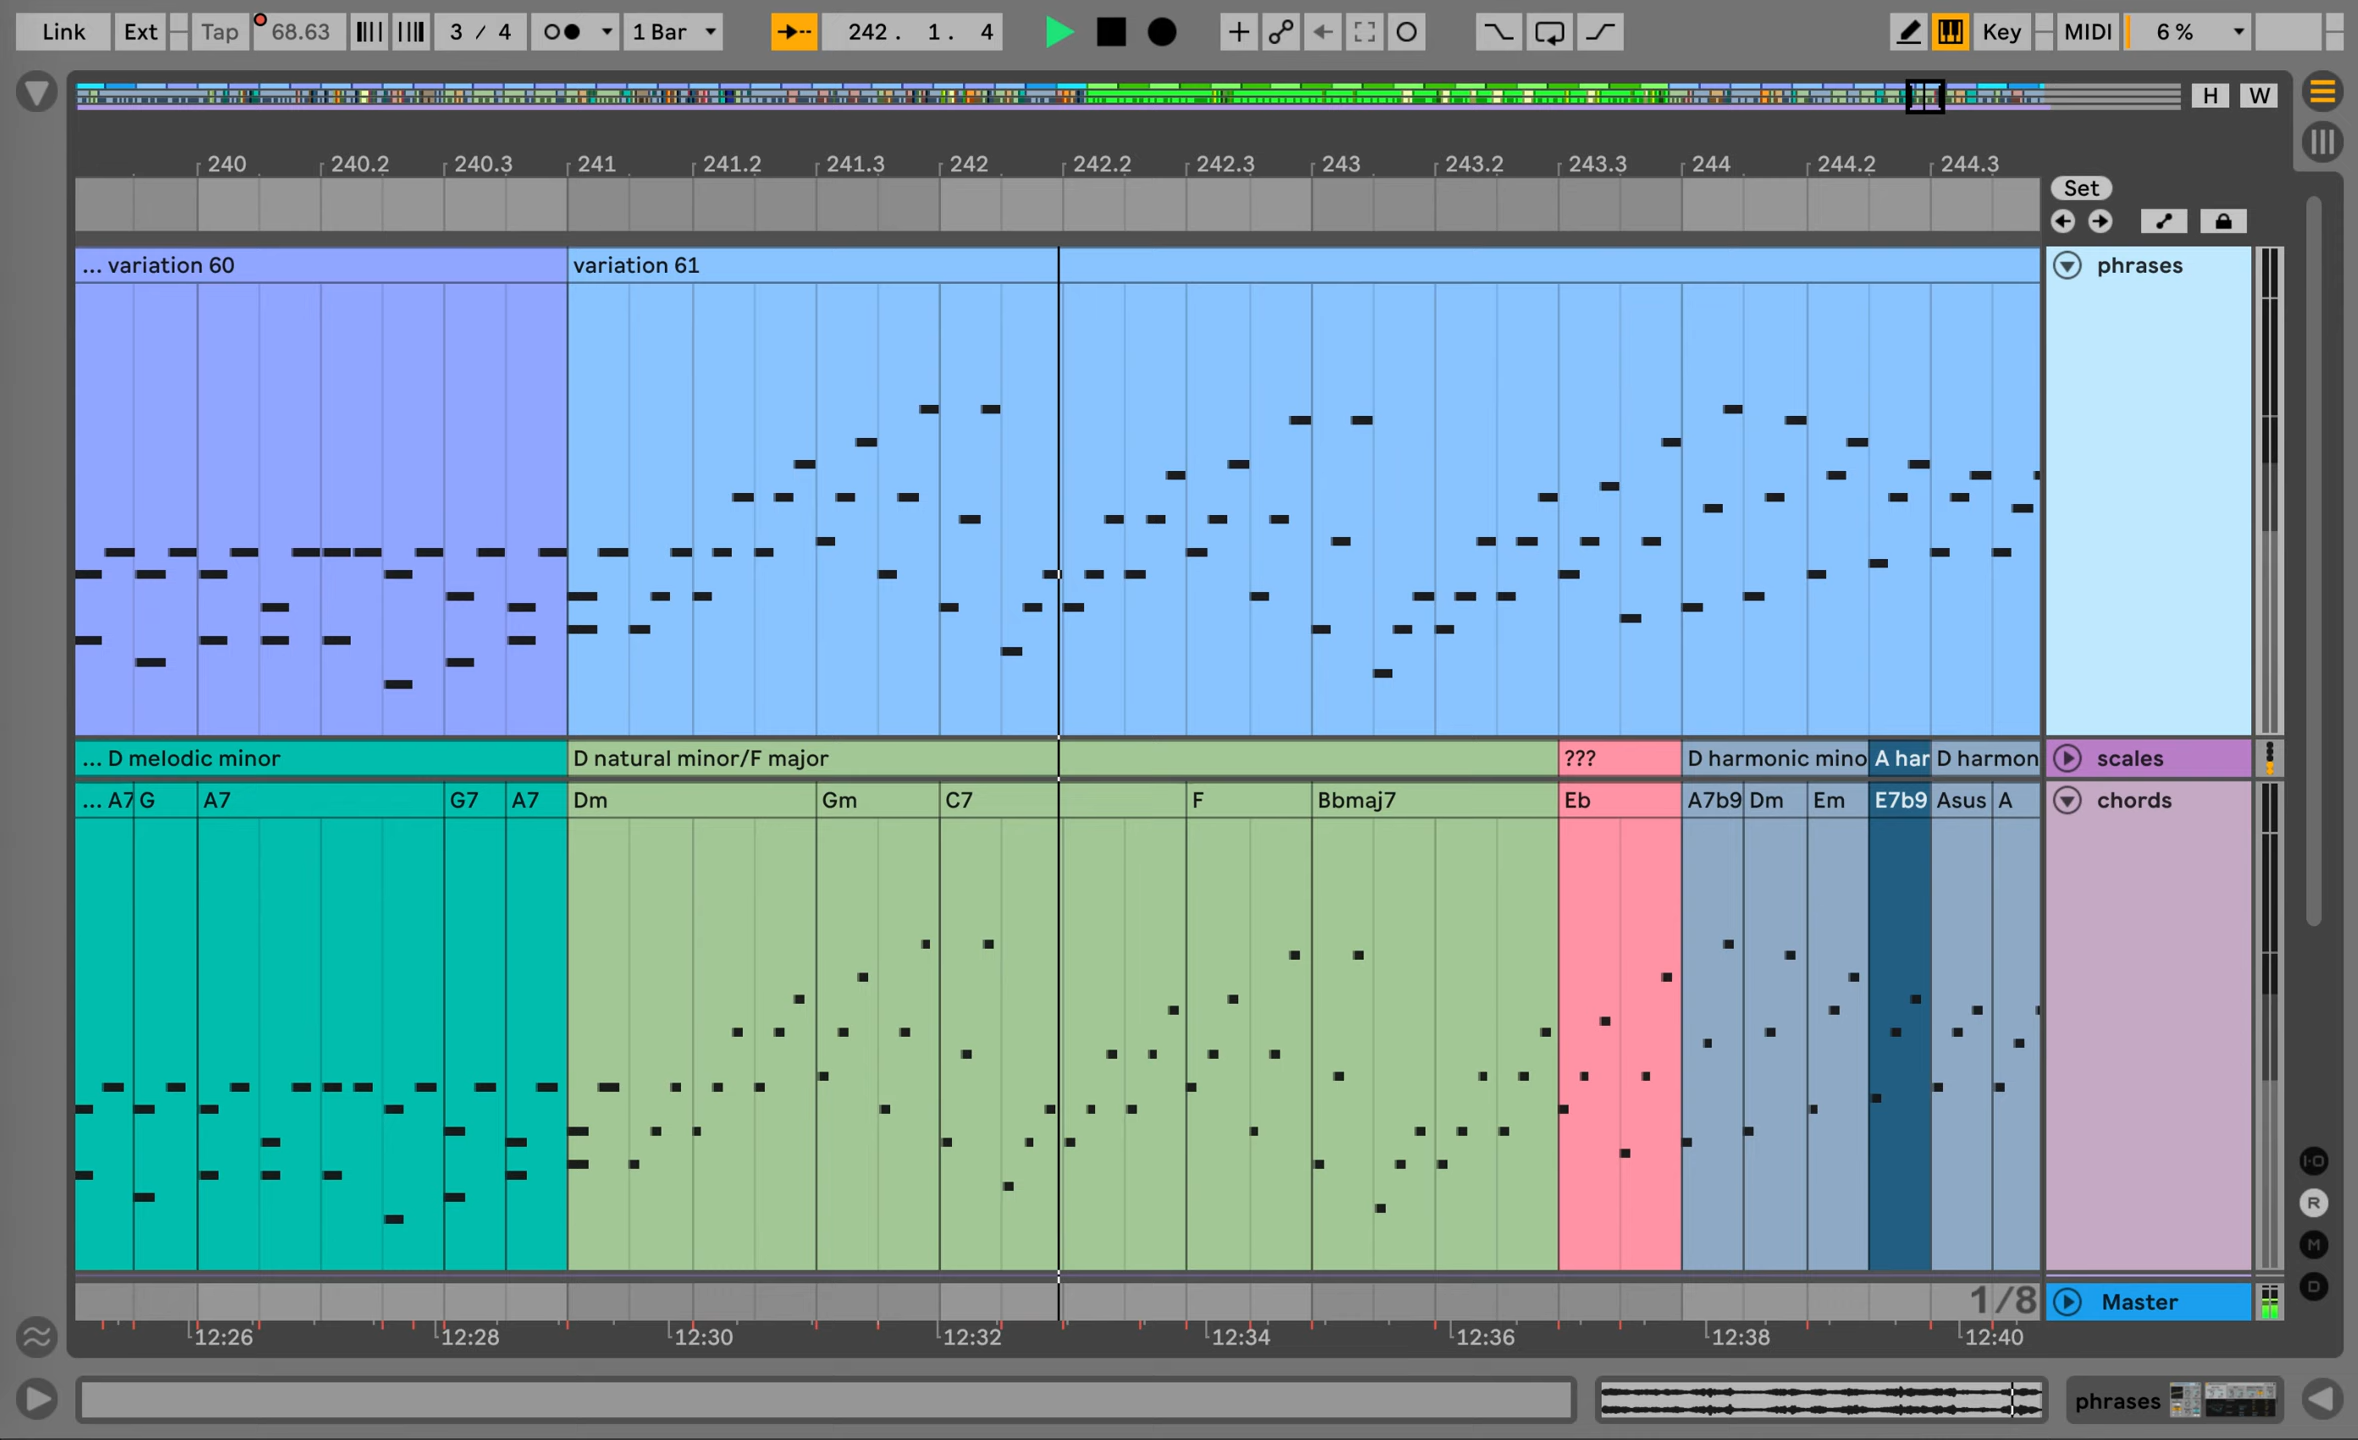 Link Ext Tap 68.63 3 / 4 1 Bar 242. 1. 4 Key MIDI 6 %
H W
240 240.2 240.3 241 241.2 241.3 242 242.2 242.3 243 243.2 243.3 244 244.2 244.3
Set
... variation 60 variation 61 phrases
... D melodic minor D natural minor/F major ??? D harmonic mino A har D harmon scales
... A7 G A7 G7 A7 Dm Gm C7 F Bbmaj7 Eb A7b9 Dm Em E7b9 Asus A chords
I·O
R
M
D
1/8 Master
12:26 12:28 12:30 12:32 12:34 12:36 12:38 12:40
phrases